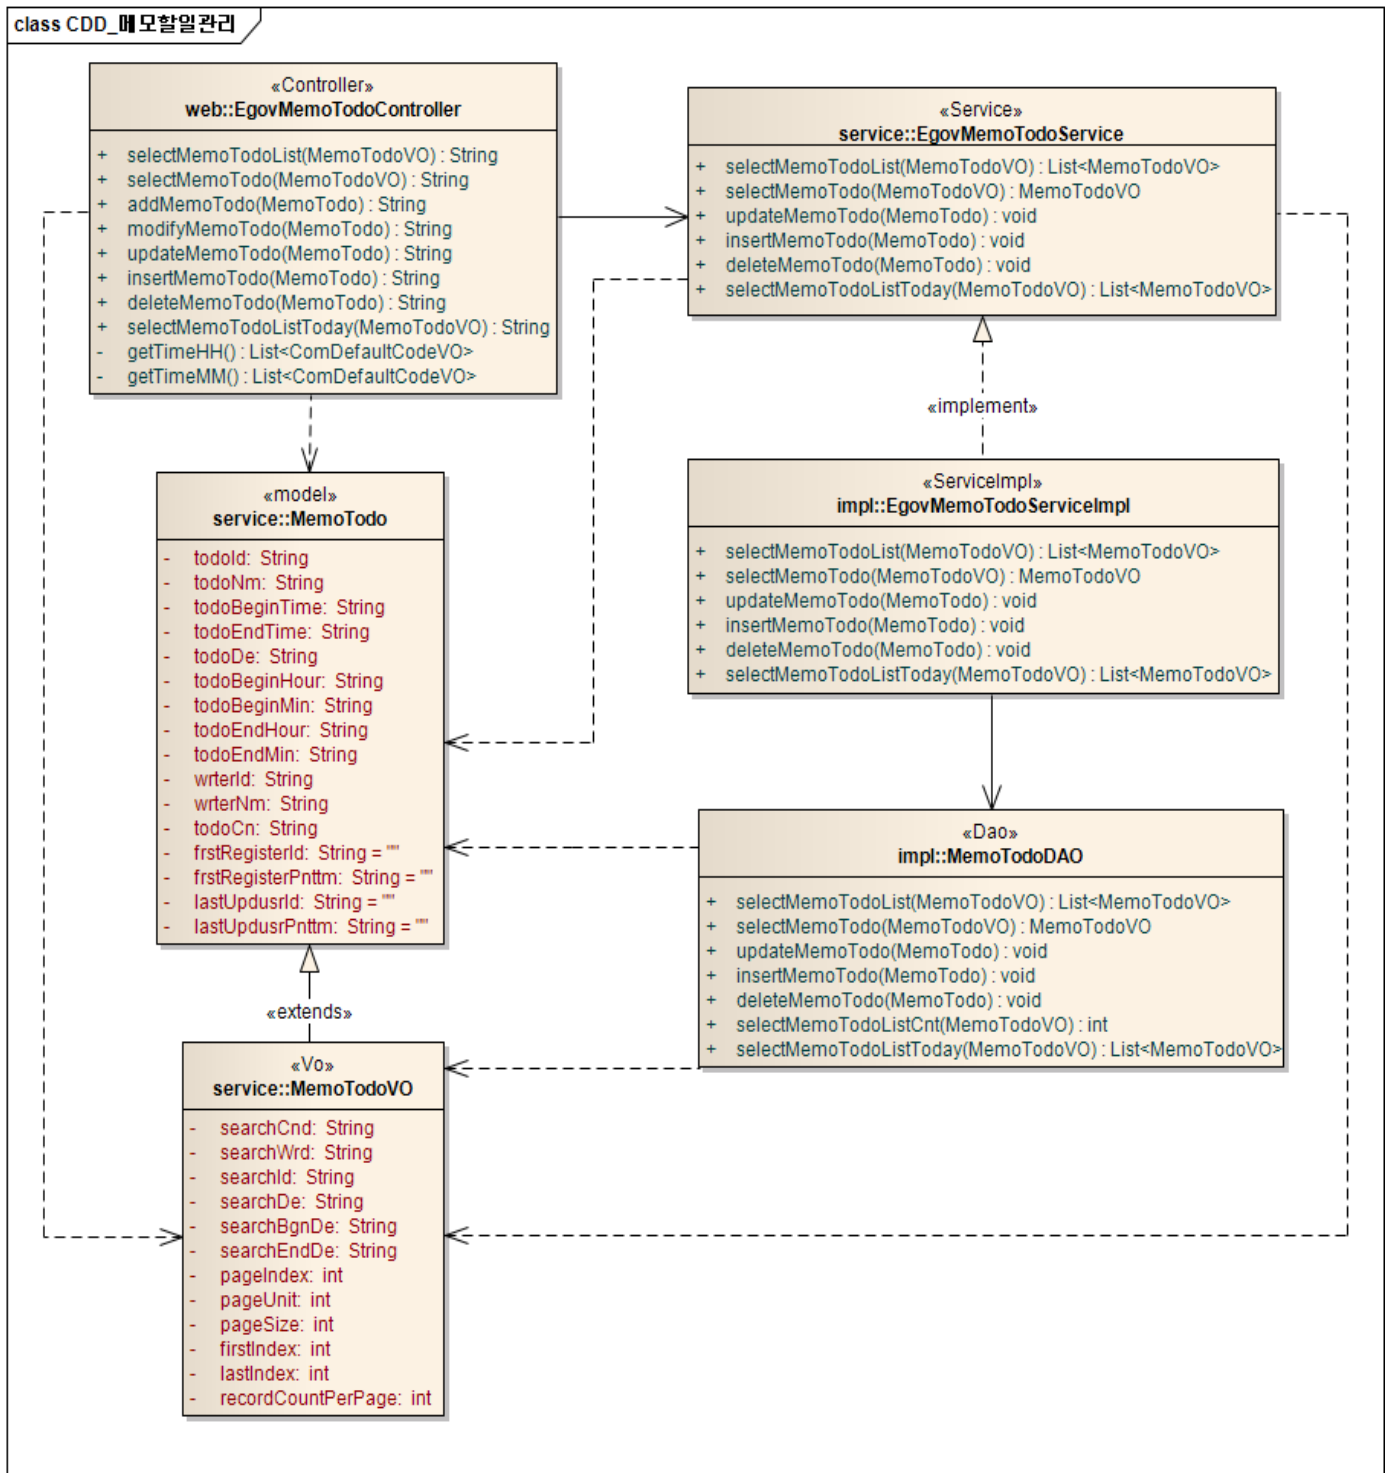 class CDD_메모할일관리
«Controller»
web::EgovMemoTodoController
+ selectMemoTodoList(MemoTodoVO) : String
+ selectMemoTodo(MemoTodoVO) : String
+ addMemoTodo(MemoTodo) : String
+ modifyMemoTodo(MemoTodo) : String
+ updateMemoTodo(MemoTodo) : String
+ insertMemoTodo(MemoTodo) : String
+ deleteMemoTodo(MemoTodo) : String
+ selectMemoTodoListToday(MemoTodoVO) : String
- getTimeHH() : List<ComDefaultCodeVO>
- getTimeMM() : List<ComDefaultCodeVO>
«Service»
service::EgovMemoTodoService
+ selectMemoTodoList(MemoTodoVO) : List<MemoTodoVO>
+ selectMemoTodo(MemoTodoVO) : MemoTodoVO
+ updateMemoTodo(MemoTodo) : void
+ insertMemoTodo(MemoTodo) : void
+ deleteMemoTodo(MemoTodo) : void
+ selectMemoTodoListToday(MemoTodoVO) : List<MemoTodoVO>
«implement»
«ServiceImpl»
impl::EgovMemoTodoServiceImpl
+ selectMemoTodoList(MemoTodoVO) : List<MemoTodoVO>
+ selectMemoTodo(MemoTodoVO) : MemoTodoVO
+ updateMemoTodo(MemoTodo) : void
+ insertMemoTodo(MemoTodo) : void
+ deleteMemoTodo(MemoTodo) : void
+ selectMemoTodoListToday(MemoTodoVO) : List<MemoTodoVO>
«model»
service::MemoTodo
- todoId: String
- todoNm: String
- todoBeginTime: String
- todoEndTime: String
- todoDe: String
- todoBeginHour: String
- todoBeginMin: String
- todoEndHour: String
- todoEndMin: String
- wrterId: String
- wrterNm: String
- todoCn: String
- frstRegisterId: String = ""
- frstRegisterPnttm: String = ""
- lastUpdusrId: String = ""
- lastUpdusrPnttm: String = ""
«Dao»
impl::MemoTodoDAO
+ selectMemoTodoList(MemoTodoVO) : List<MemoTodoVO>
+ selectMemoTodo(MemoTodoVO) : MemoTodoVO
+ updateMemoTodo(MemoTodo) : void
+ insertMemoTodo(MemoTodo) : void
+ deleteMemoTodo(MemoTodo) : void
+ selectMemoTodoListCnt(MemoTodoVO) : int
+ selectMemoTodoListToday(MemoTodoVO) : List<MemoTodoVO>
«extends»
«Vo»
service::MemoTodoVO
- searchCnd: String
- searchWrd: String
- searchId: String
- searchDe: String
- searchBgnDe: String
- searchEndDe: String
- pageIndex: int
- pageUnit: int
- pageSize: int
- firstIndex: int
- lastIndex: int
- recordCountPerPage: int